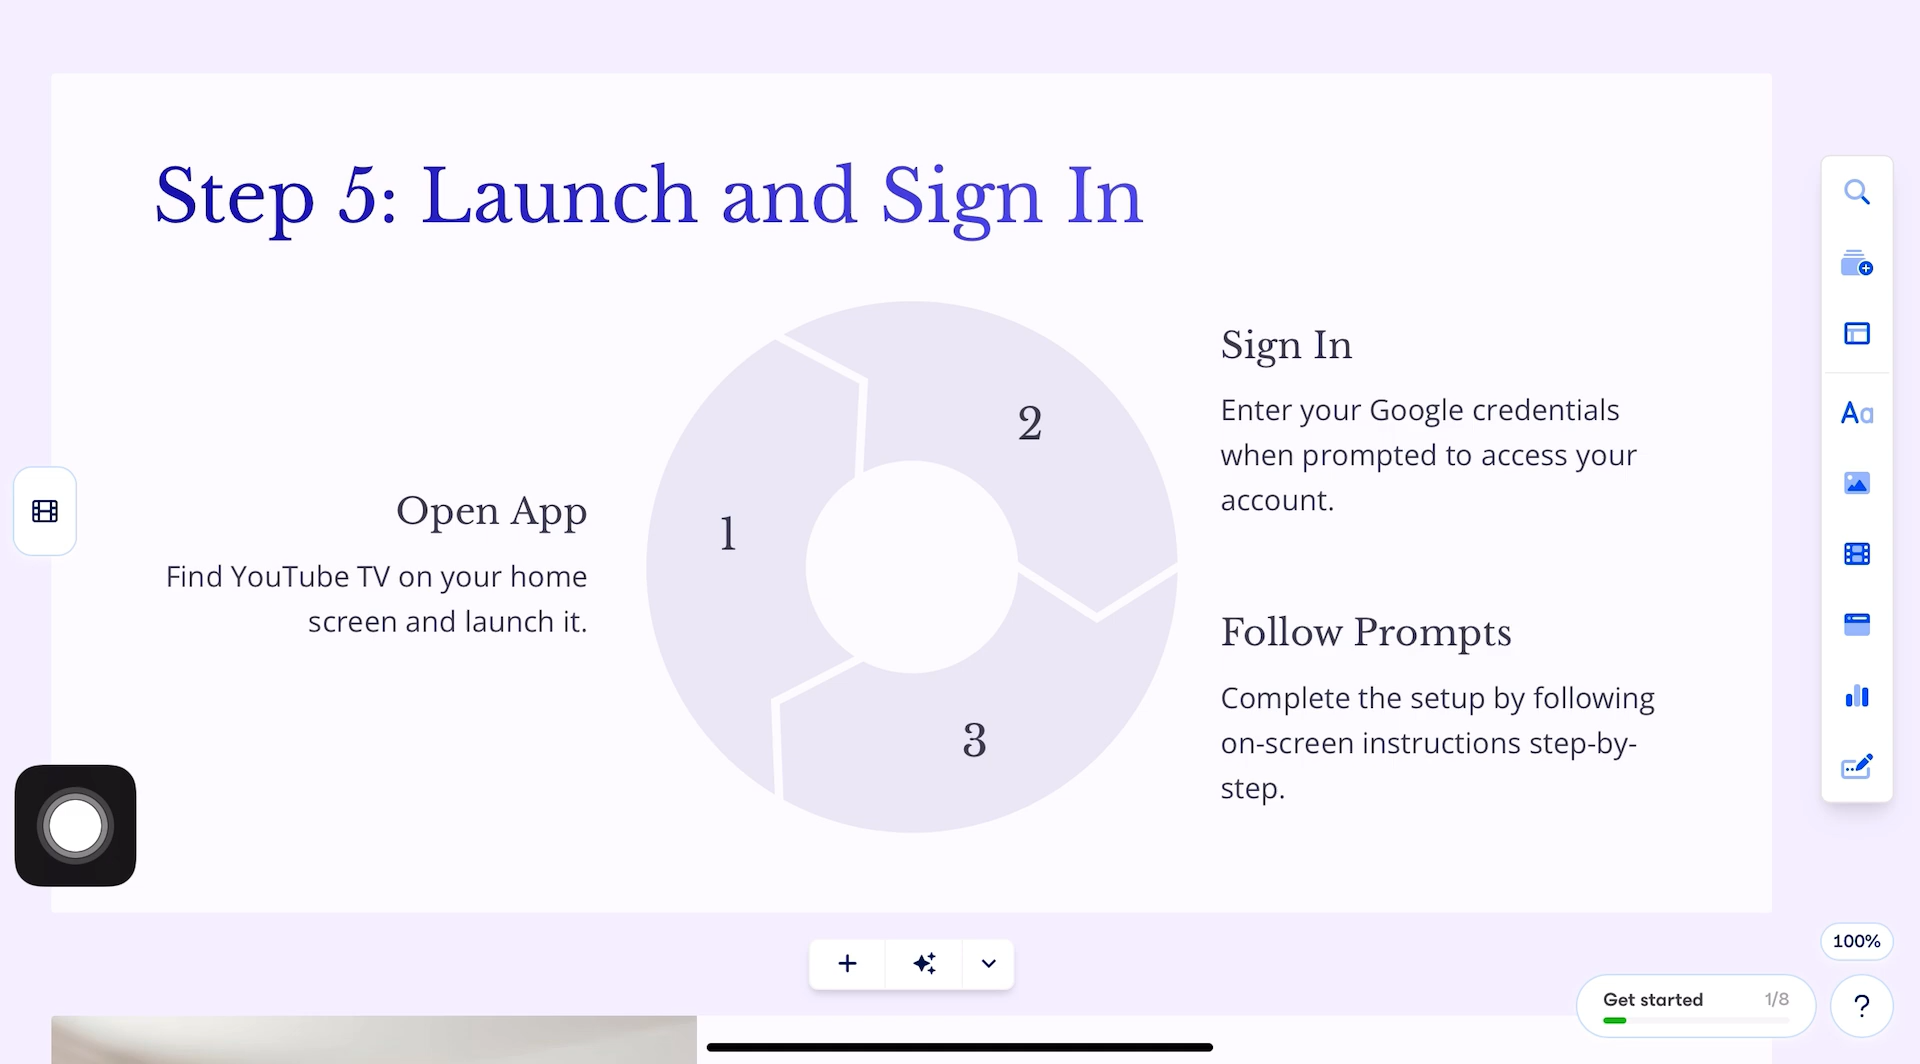 Step 5: Launch and Sign In
1
Open App
Find YouTube TV on your home
screen and launch it.
2
Sign In
Enter your Google credentials
when prompted to access your
account.
3
Follow Prompts
Complete the setup by following
on-screen instructions step-by-
step.
Aa
100%
Get started 1/8
?